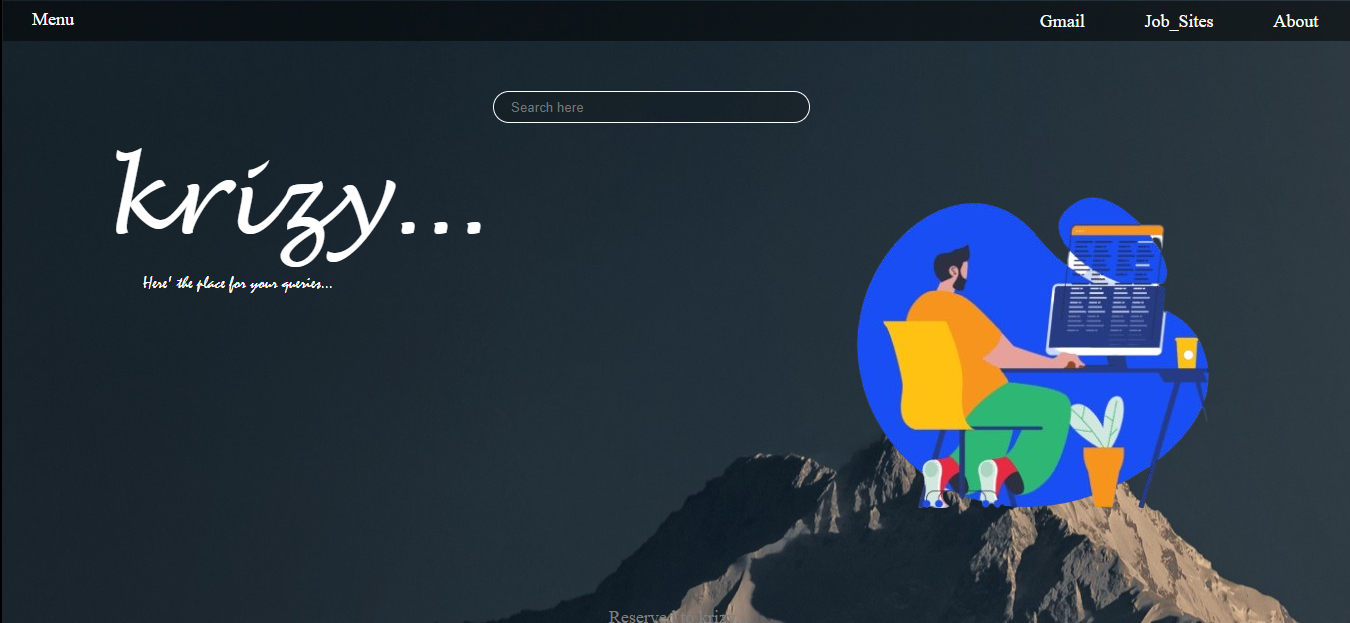 Menu
Gmail Job_Sites About
Search here
krizy...
Here' the place for your queries...
Reserved to krizy